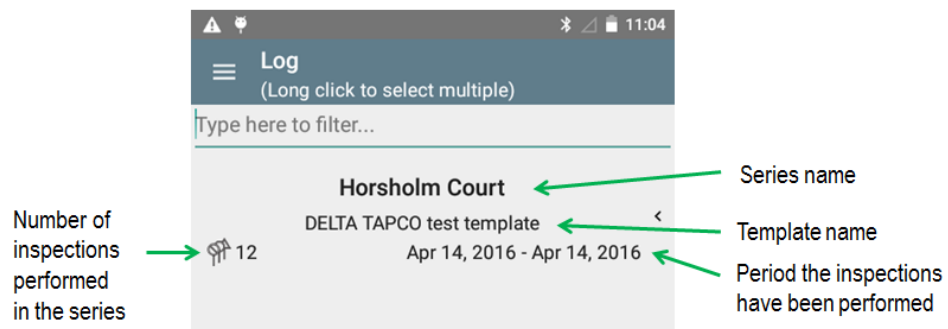 11:04
Log
(Long click to select multiple)
Type here to filter...
Horsholm Court
Series name
DELTA TAPCO test template
<
Template name
Number of
inspections
performed
in the series
12
Apr 14, 2016 - Apr 14, 2016
Period the inspections
have been performed